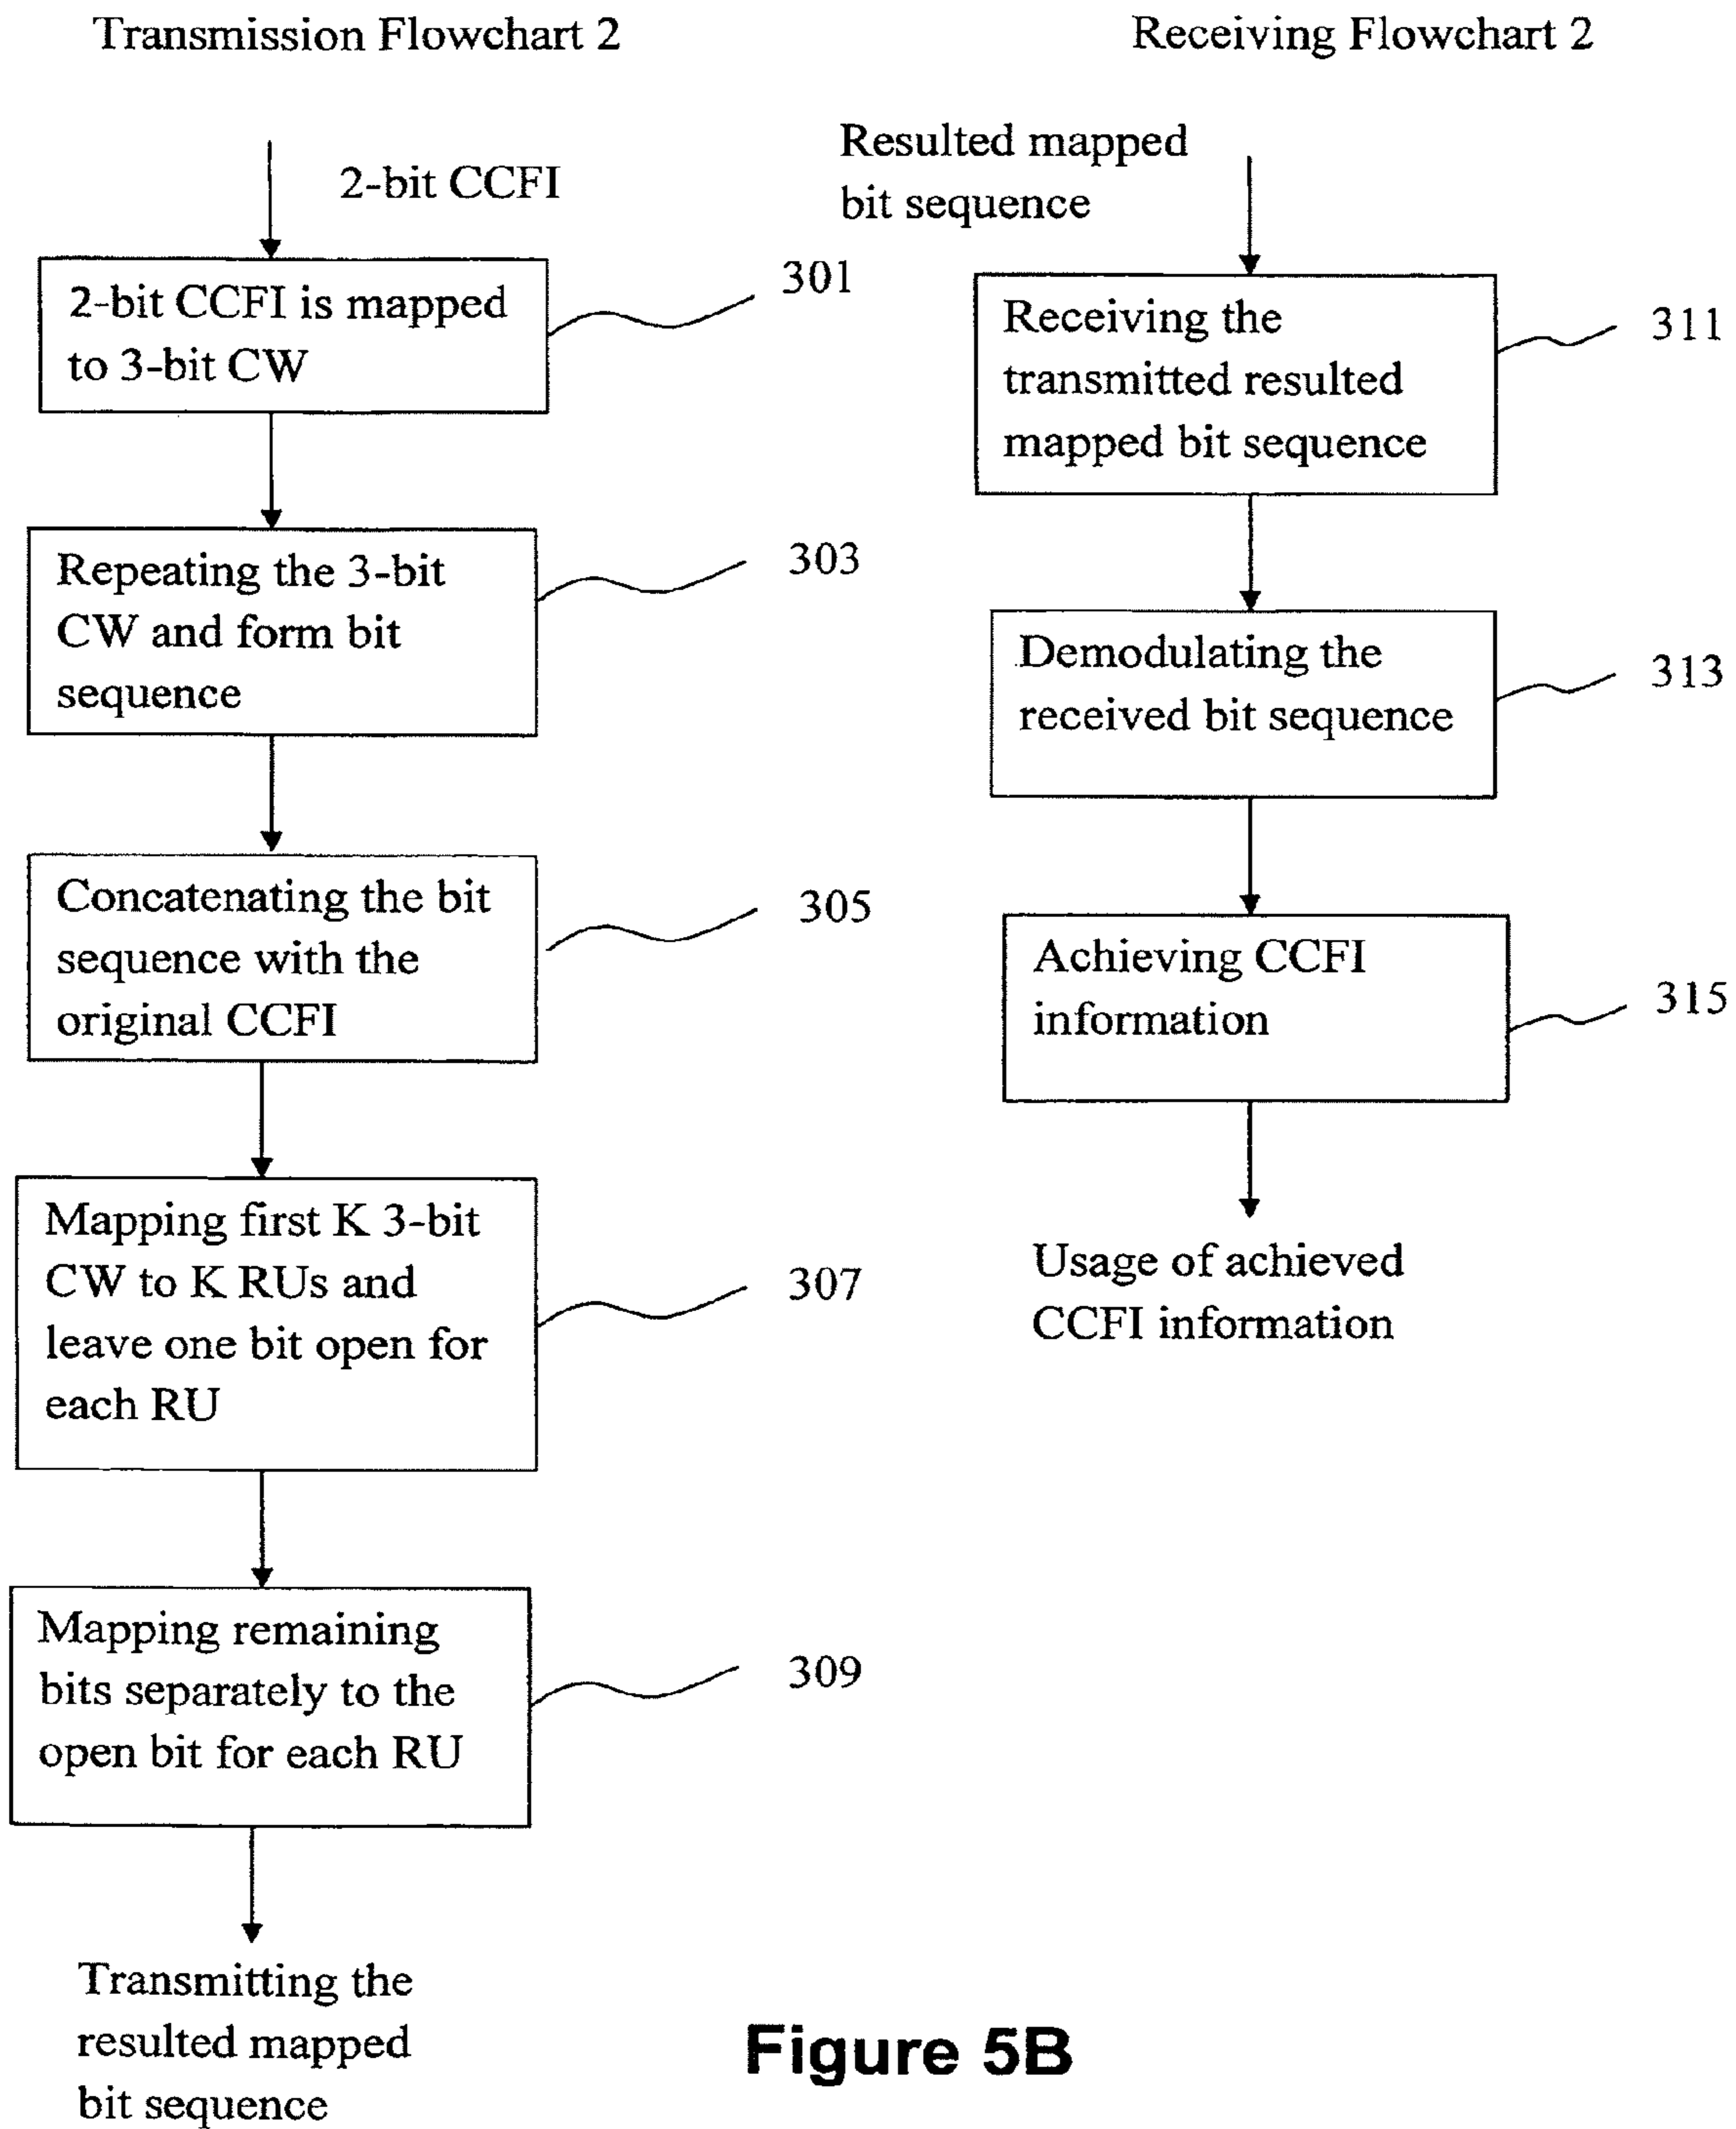 Transmission Flowchart 2
2-bit CCFI
2-bit CCFI is mapped
to 3-bit CW
301
Repeating the 3-bit
CW and form bit
sequence
303
Concatenating the bit
sequence with the
original CCFI
305
Mapping first K 3-bit
CW to K RUs and
leave one bit open for
each RU
307
Mapping remaining
bits separately to the
open bit for each RU
309
Transmitting the
resulted mapped
bit sequence
Receiving Flowchart 2
Resulted mapped
bit sequence
Receiving the
transmitted resulted
mapped bit sequence
311
Demodulating the
received bit sequence
313
Achieving CCFI
information
315
Usage of achieved
CCFI information
Figure 5B